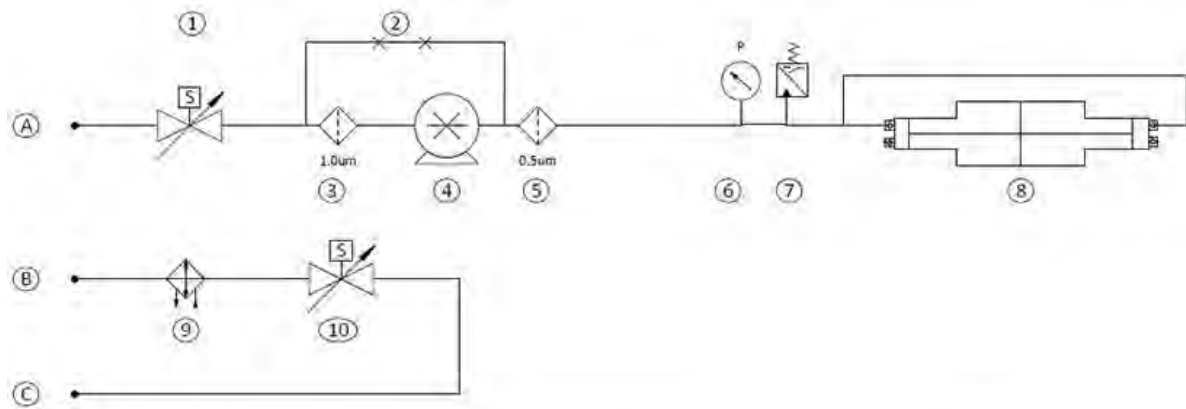 ① ②
P
S
A
1.0um 0.5um
③ ④ ⑤ ⑥ ⑦ ⑧
S
B
⑨ ⑩
C